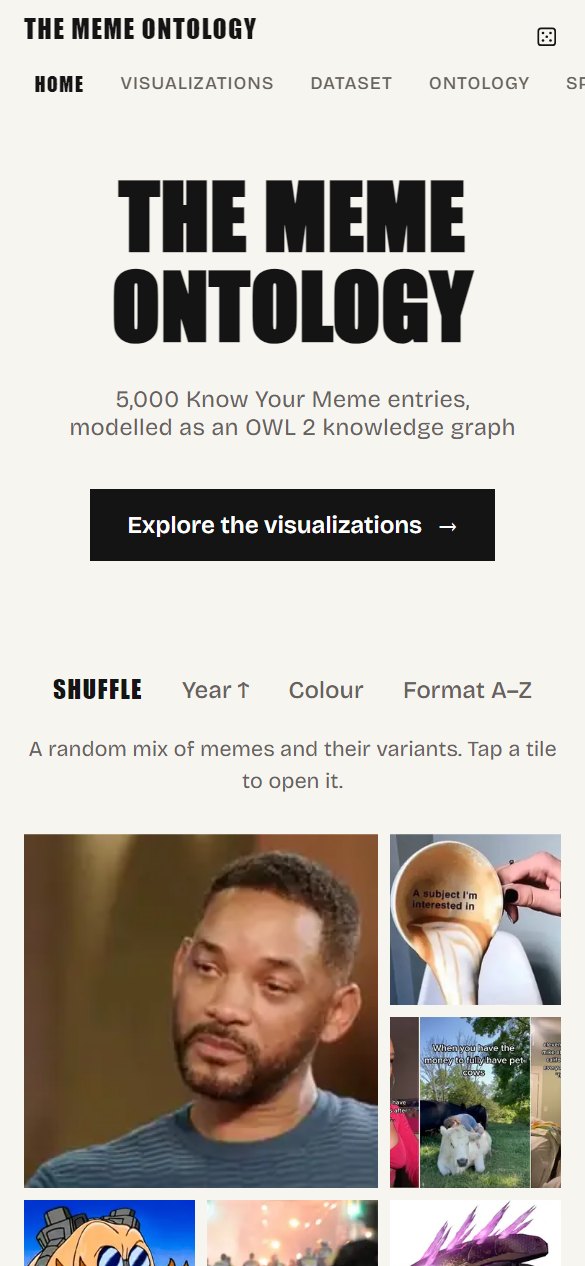 THE MEME ONTOLOGY
HOME VISUALIZATIONS DATASET ONTOLOGY SP
THE MEME
ONTOLOGY
5,000 Know Your Meme entries,
modelled as an OWL 2 knowledge graph
Explore the visualizations →
SHUFFLE Year ↑ Colour Format A–Z
A random mix of memes and their variants. Tap a tile
to open it.
A subject I'm
interested in
When you have the
money to fully have pet
cows